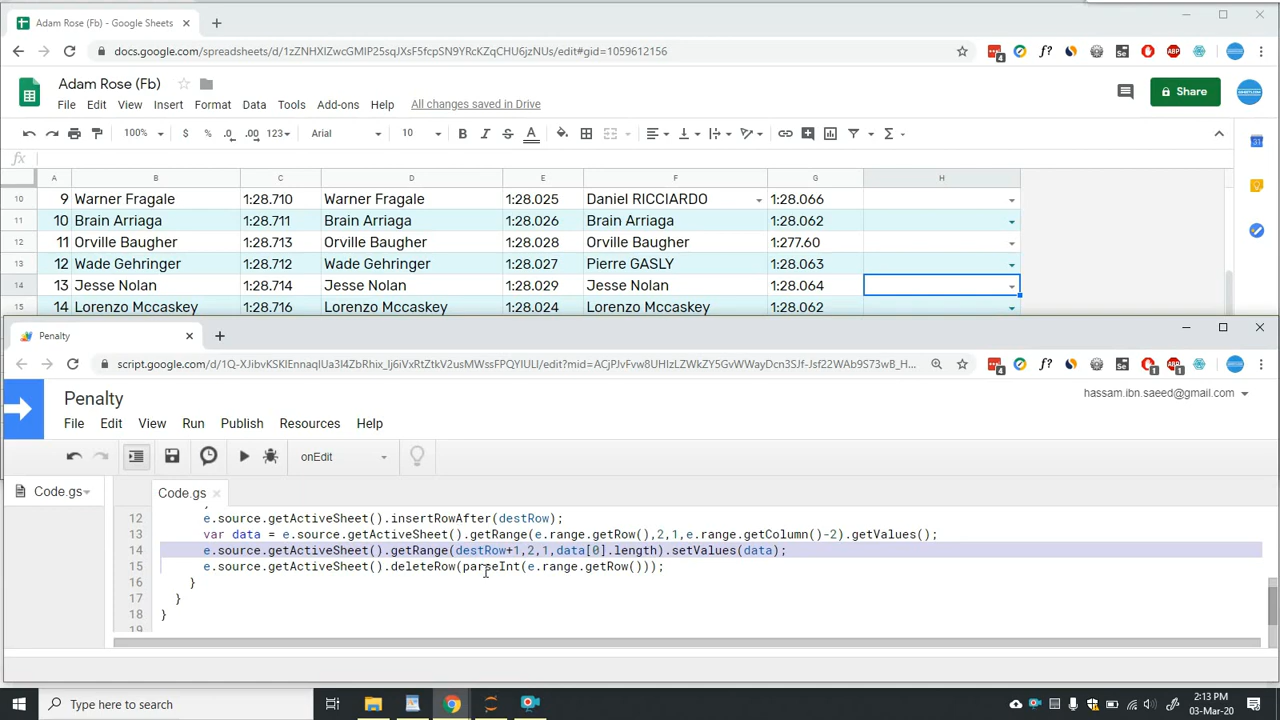 Adam Rose (Fb) - Google Sheets
docs.google.com/spreadsheets/d/1zZNHXIZwcGMIP25sqJXsF5fcpSN9YRcKZqCHU6jzNUs/edit#gid=1059612156
Adam Rose (Fb)
File Edit View Insert Format Data Tools Add-ons Help All changes saved in Drive
Share
100% $ % .0 .00 123 Arial 10
fx
A B C D E F G H
10 9 Warner Fragale 1:28.710 Warner Fragale 1:28.025 Daniel RICCIARDO 1:28.066
11 10 Brain Arriaga 1:28.711 Brain Arriaga 1:28.062 Brain Arriaga 1:28.062
12 11 Orville Baugher 1:28.713 Orville Baugher 1:28.028 Orville Baugher 1:277.60
13 12 Wade Gehringer 1:28.712 Wade Gehringer 1:28.027 Pierre GASLY 1:28.063
14 13 Jesse Nolan 1:28.714 Jesse Nolan 1:28.029 Jesse Nolan 1:28.064
15 14 Lorenzo Mccaskey 1:28.716 Lorenzo Mccaskey 1:28.024 Lorenzo Mccaskey 1:28.062
Penalty
Penalty
hassam.ibn.saeed@gmail.com
File Edit View Run Publish Resources Help
onEdit
Code.gs Code.gs
12 e.source.getActiveSheet().insertRowAfter(destRow);
13 var data = e.source.getActiveSheet().getRange(e.range.getRow(),2,1,e.range.getColumn()-2).getValues();
14 e.source.getActiveSheet().getRange(destRow+1,2,1,data[0].length).setValues(data);
15 e.source.getActiveSheet().deleteRow(parseInt(e.range.getRow()));
16 }
17 }
18 }
19
Type here to search
2:13 PM
03-Mar-20